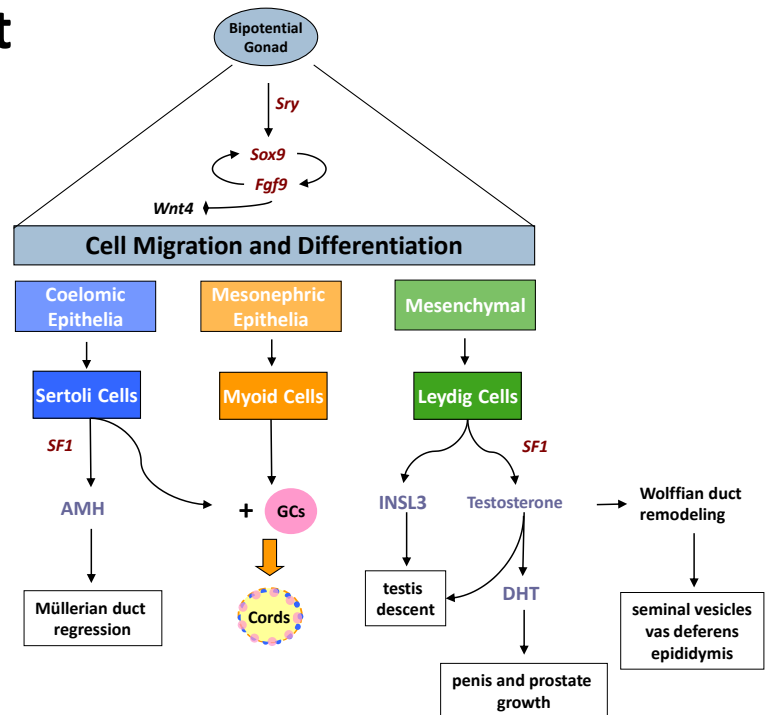 t
Bipotential
Gonad
Sry
Sox9
Fgf9
Wnt4
Cell Migration and Differentiation
Coelomic
Epithelia
Mesonephric
Epithelia
Mesenchymal
Sertoli Cells
Myoid Cells
Leydig Cells
SF1
SF1
AMH
+
GCs
INSL3
Testosterone
Wolffian duct
remodeling
Müllerian duct
regression
Cords
testis
descent
DHT
seminal vesicles
vas deferens
epididymis
penis and prostate
growth